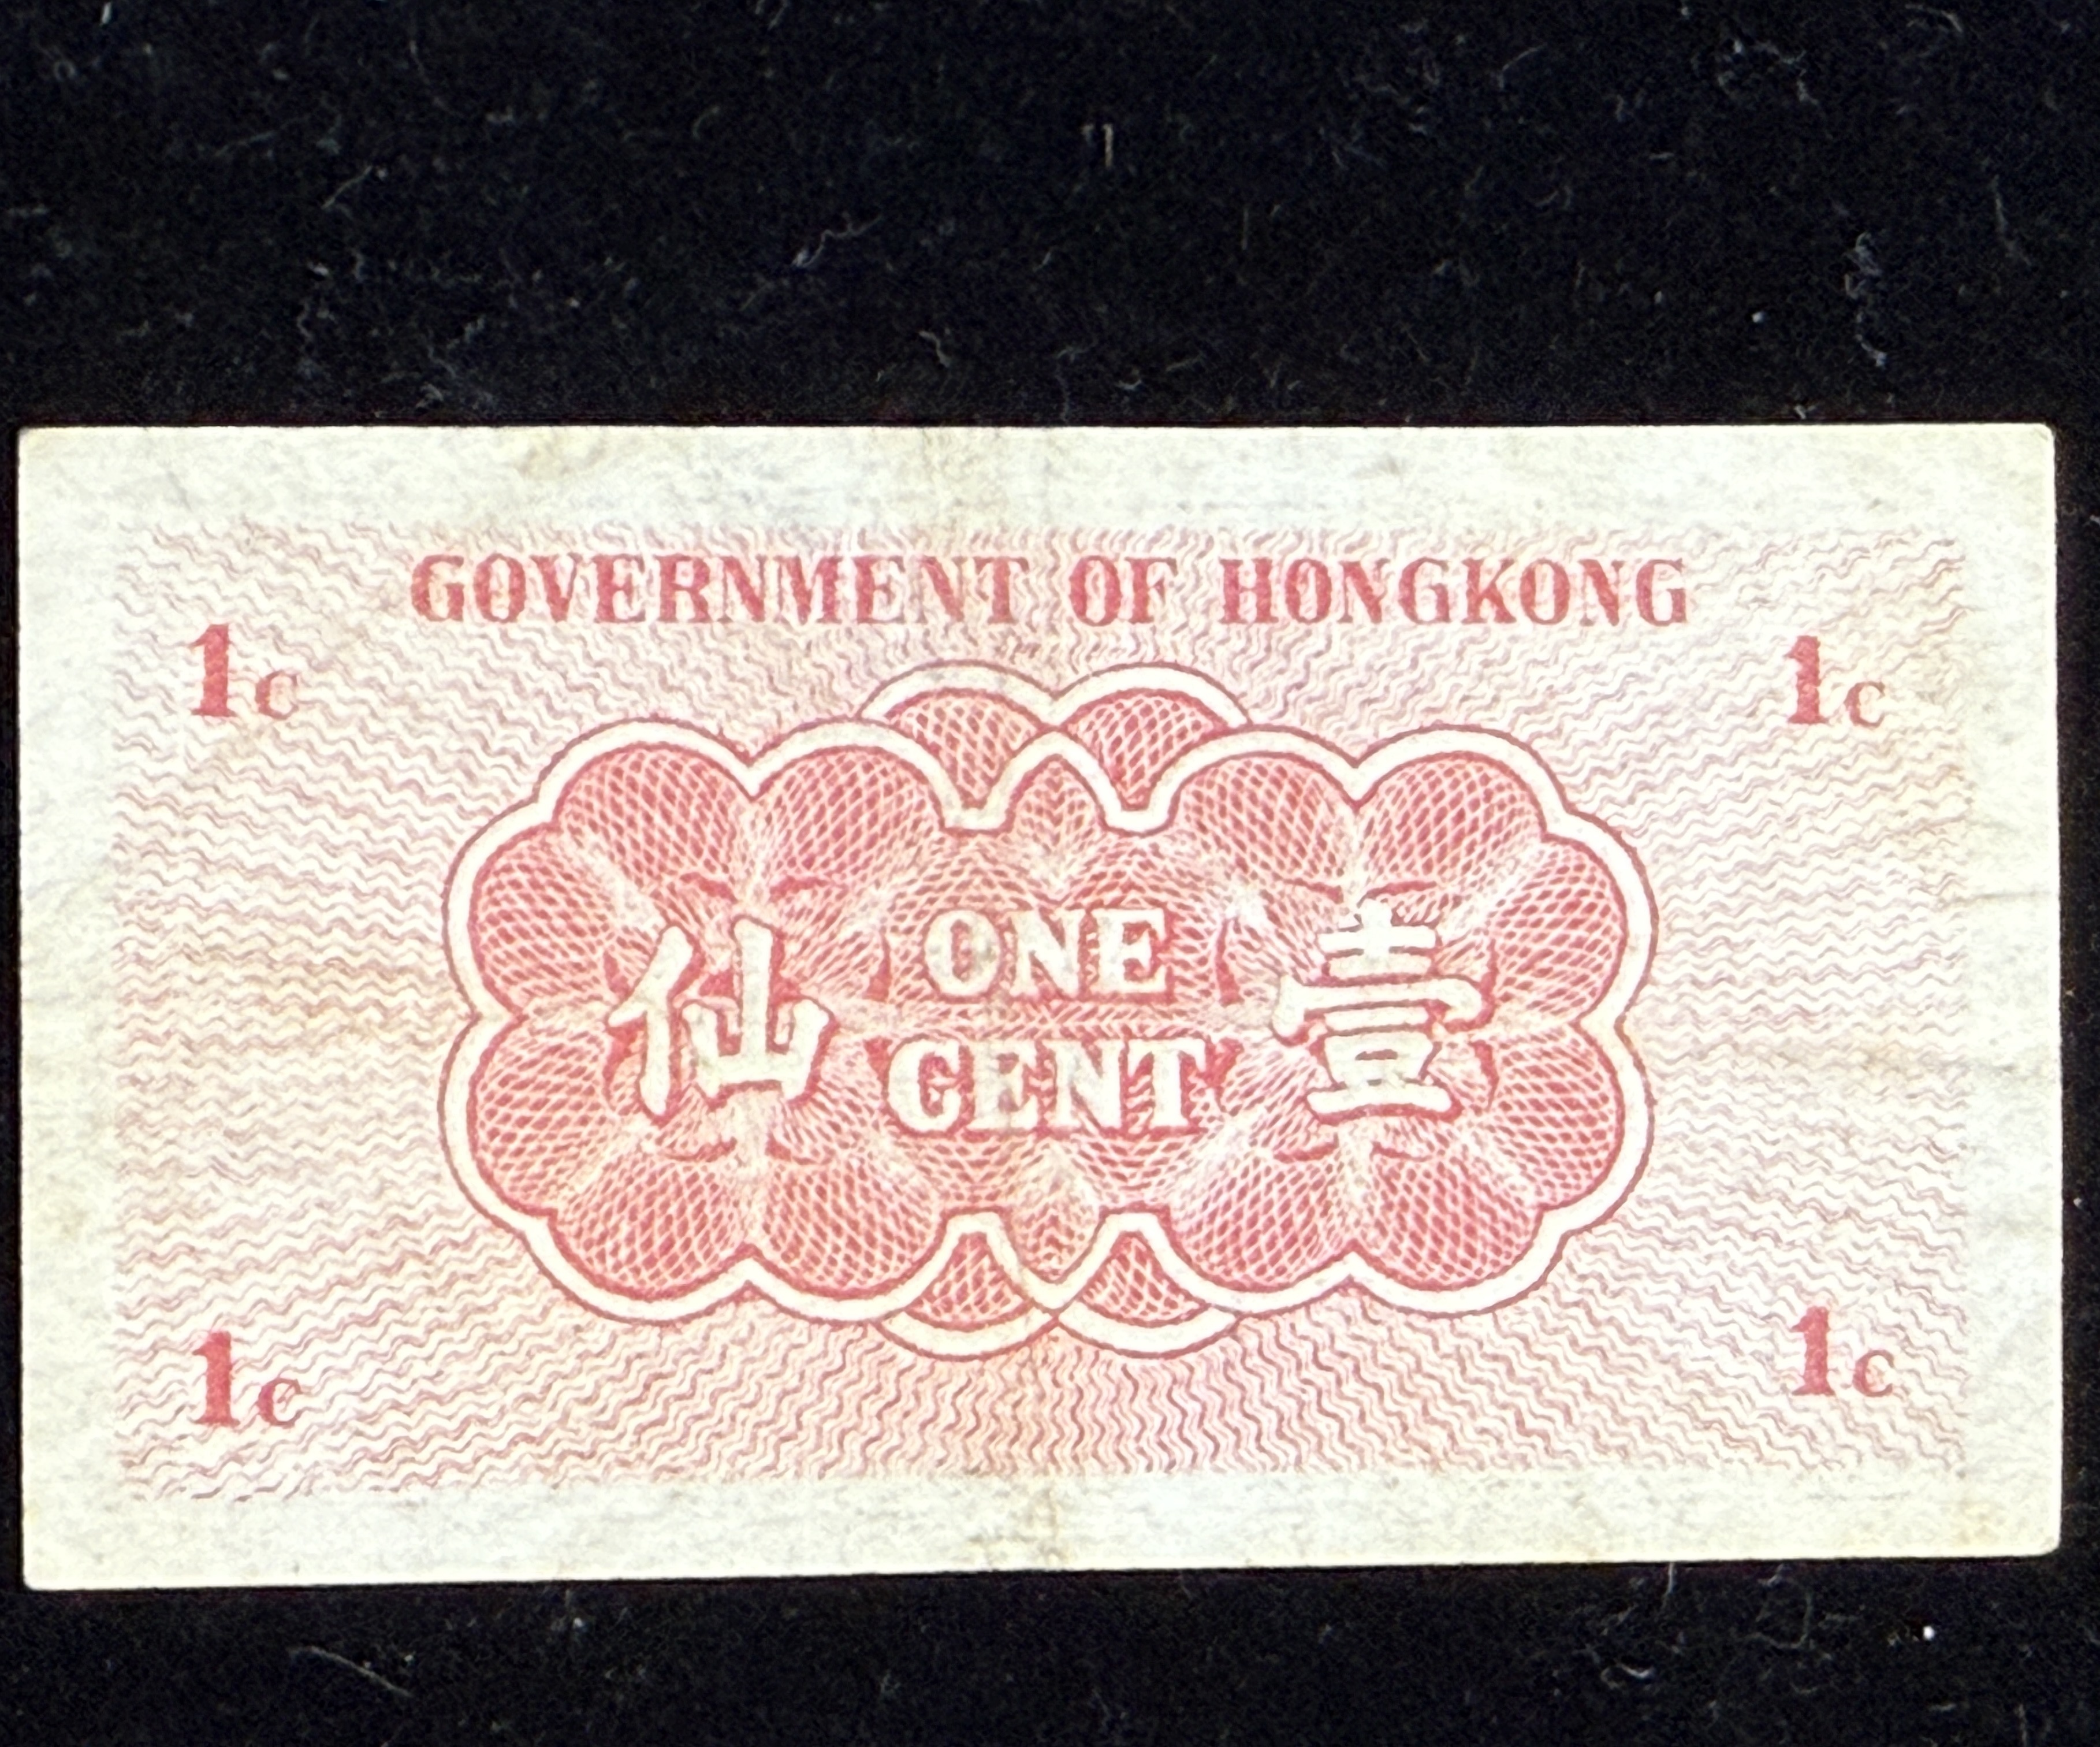 GOVERNMENT OF HONGKONG
1c 1c
仙 ONE CENT 壹
1c 1c